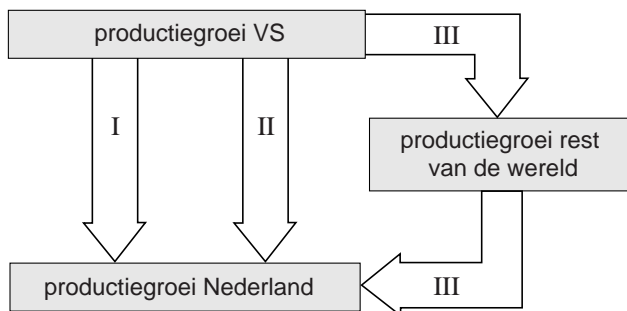 productiegroei VS
III
I
II
productiegroei rest
van de wereld
productiegroei Nederland
III